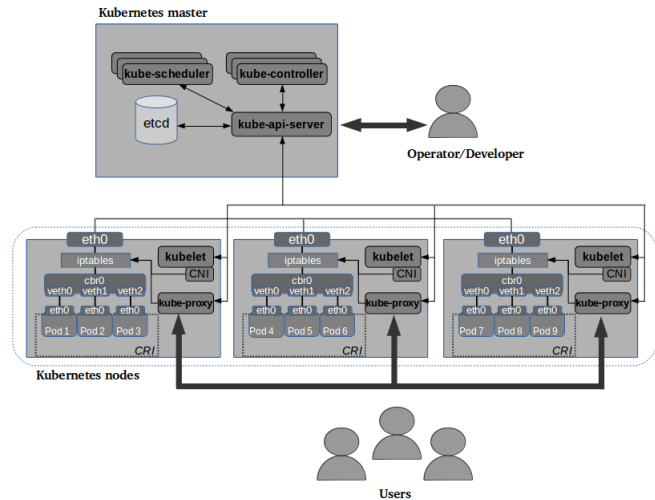 Kubernetes master
kube-scheduler
kube-controller
etcd
kube-api-server
Operator/Developer
eth0
eth0
eth0
iptables
kubelet
CNI
cbr0
veth0 veth1 veth2
kube-proxy
eth0 eth0 eth0
Pod 1 Pod 2 Pod 3
CRI
iptables
kubelet
CNI
cbr0
veth0 veth1 veth2
kube-proxy
eth0 eth0 eth0
Pod 4 Pod 5 Pod 6
CRI
iptables
kubelet
CNI
cbr0
veth0 veth1 veth2
kube-proxy
eth0 eth0 eth0
Pod 7 Pod 8 Pod 9
CRI
Kubernetes nodes
Users